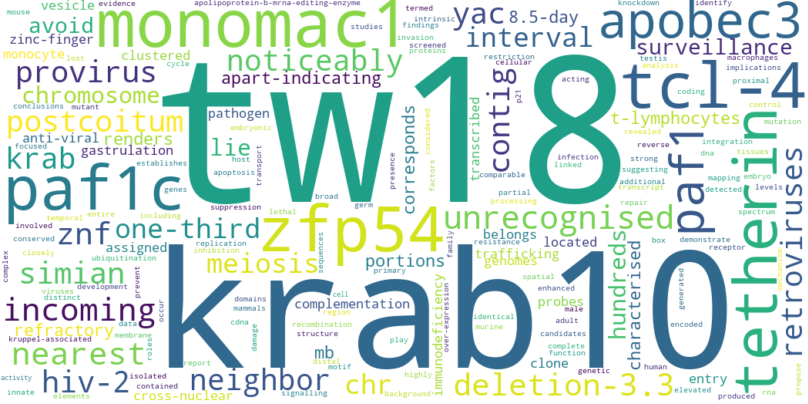 apolipoprotein-b-mrna-editing-enzyme
vesicle evidence termed intrinsic knockdown identify
mouse avoid monomac1 yac 8.5-day apobec3
studies findings
zinc-finger clustered noticeably invasion interval screened proteins surveillance
monocyte lost apart-indicating cellular restriction testis macrophages
provirus cycle contig acting analysis implications
chromosome tw18 tcl-4 proximal
conclusions mutant pathogen p21 coding
postcoitum embryonic transcribed t-lymphocytes control
anti-viral renders considered revealed mutation
krab focused gastrulation lie host transport corresponds factors infection linked integration reverse
establishes apoptosis presence comparable strong dna tissues
paf1c genes broad partial suggesting mapping embryo
suppression germ processing additional transcript detected levels
involved temporal entire lethal zfp54 unrecognised paf1 tetherin retroviruses
znf one-third including repair spectrum
conserved assigned replication belongs hundreds box demonstrate
closely inhibition sequences resistance family located receptor
complex ubiquitination meiosis portions trafficking
simian development prevent primary genomes characterised mechanism
viruses distinct domains cell spatial enhanced generated
incoming occur mammals complementation immunodeficiency over-expression probes male
cdna damage recombination region identical adult
refractory data krab10 structure murine complete candidates
kruppel-associated membrane mb play clone function encoded
nearest roles report distal motif genetic human
activity isolated neighbor chr highly deletion-3.3 entry rna
hiv-2 contained signalling elevated
innate elements cross-nuclear background produced propose